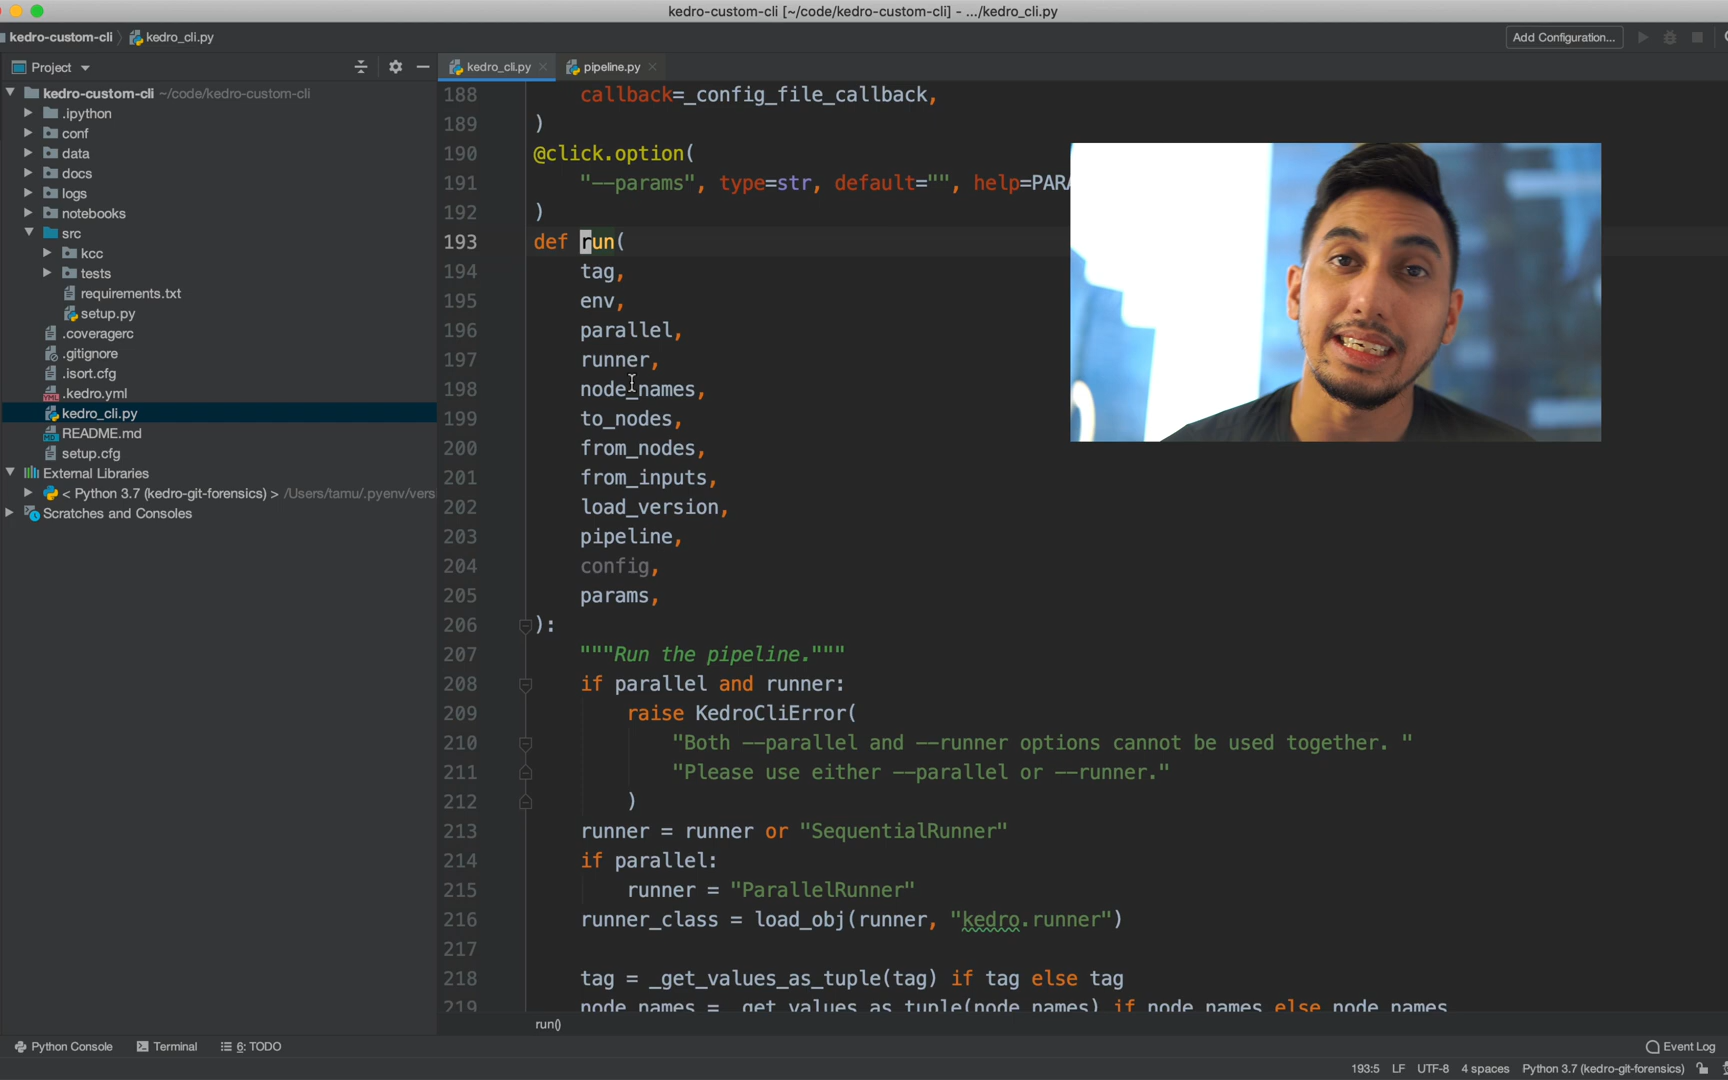 kedro-custom-cli [~/code/kedro-custom-cli] - .../kedro_cli.py
kedro-custom-cli
kedro_cli.py
Add Configuration...
Project
kedro_cli.py
pipeline.py
kedro-custom-cli ~/code/kedro-custom-cli
.ipython
conf
data
docs
logs
notebooks
src
kcc
tests
requirements.txt
setup.py
.coveragerc
.gitignore
.isort.cfg
.kedro.yml
kedro_cli.py
README.md
setup.cfg
External Libraries
< Python 3.7 (kedro-git-forensics) > /Users/tamu/.pyenv/versi
Scratches and Consoles
188 callback=_config_file_callback,
189 )
190 @click.option(
191 "--params", type=str, default="", help=PARA
192 )
193 def run(
194 tag,
195 env,
196 parallel,
197 runner,
198 node_names,
199 to_nodes,
200 from_nodes,
201 from_inputs,
202 load_version,
203 pipeline,
204 config,
205 params,
206 ):
207 """Run the pipeline."""
208 if parallel and runner:
209 raise KedroCliError(
210 "Both --parallel and --runner options cannot be used together. "
211 "Please use either --parallel or --runner."
212 )
213 runner = runner or "SequentialRunner"
214 if parallel:
215 runner = "ParallelRunner"
216 runner_class = load_obj(runner, "kedro.runner")
217
218 tag = _get_values_as_tuple(tag) if tag else tag
219 node_names = _get_values_as_tuple(node_names) if node_names else node_names
run()
Python Console
Terminal
6: TODO
Event Log
193:5 LF UTF-8 4 spaces Python 3.7 (kedro-git-forensics)